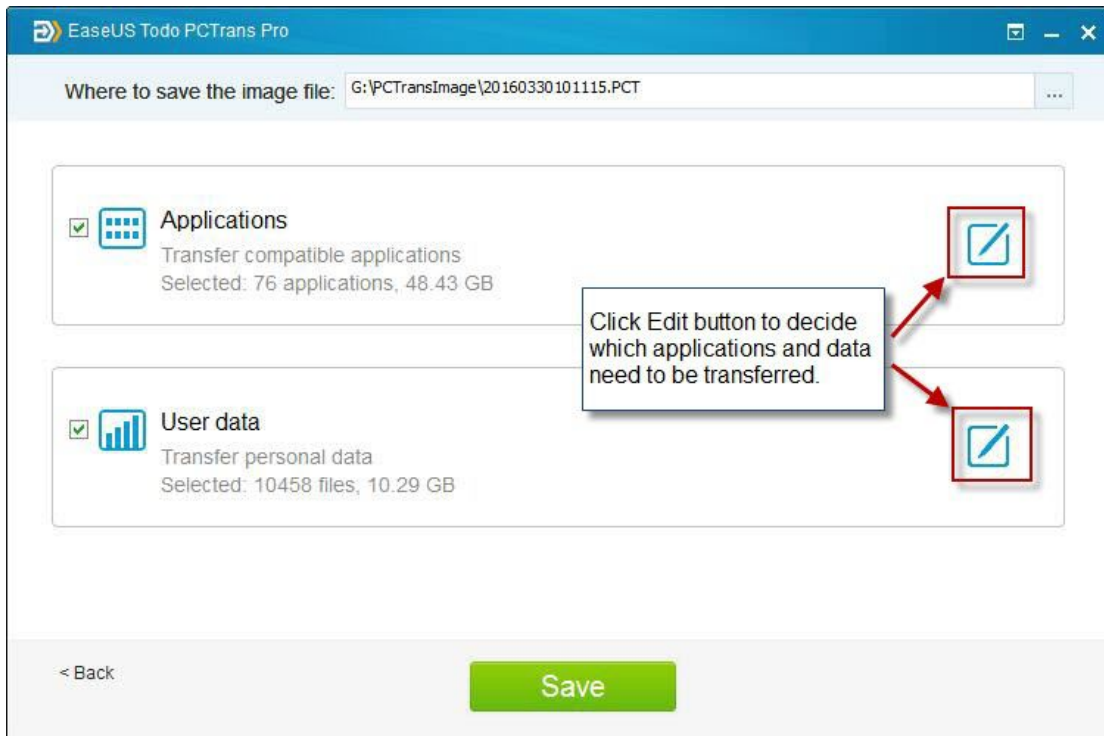 EaseUS Todo PCTrans Pro
Where to save the image file: G:\PCTransImage\20160330101115.PCT ...
Applications
Transfer compatible applications
Selected: 76 applications, 48.43 GB
Click Edit button to decide
which applications and data
need to be transferred.
User data
Transfer personal data
Selected: 10458 files, 10.29 GB
< Back
Save